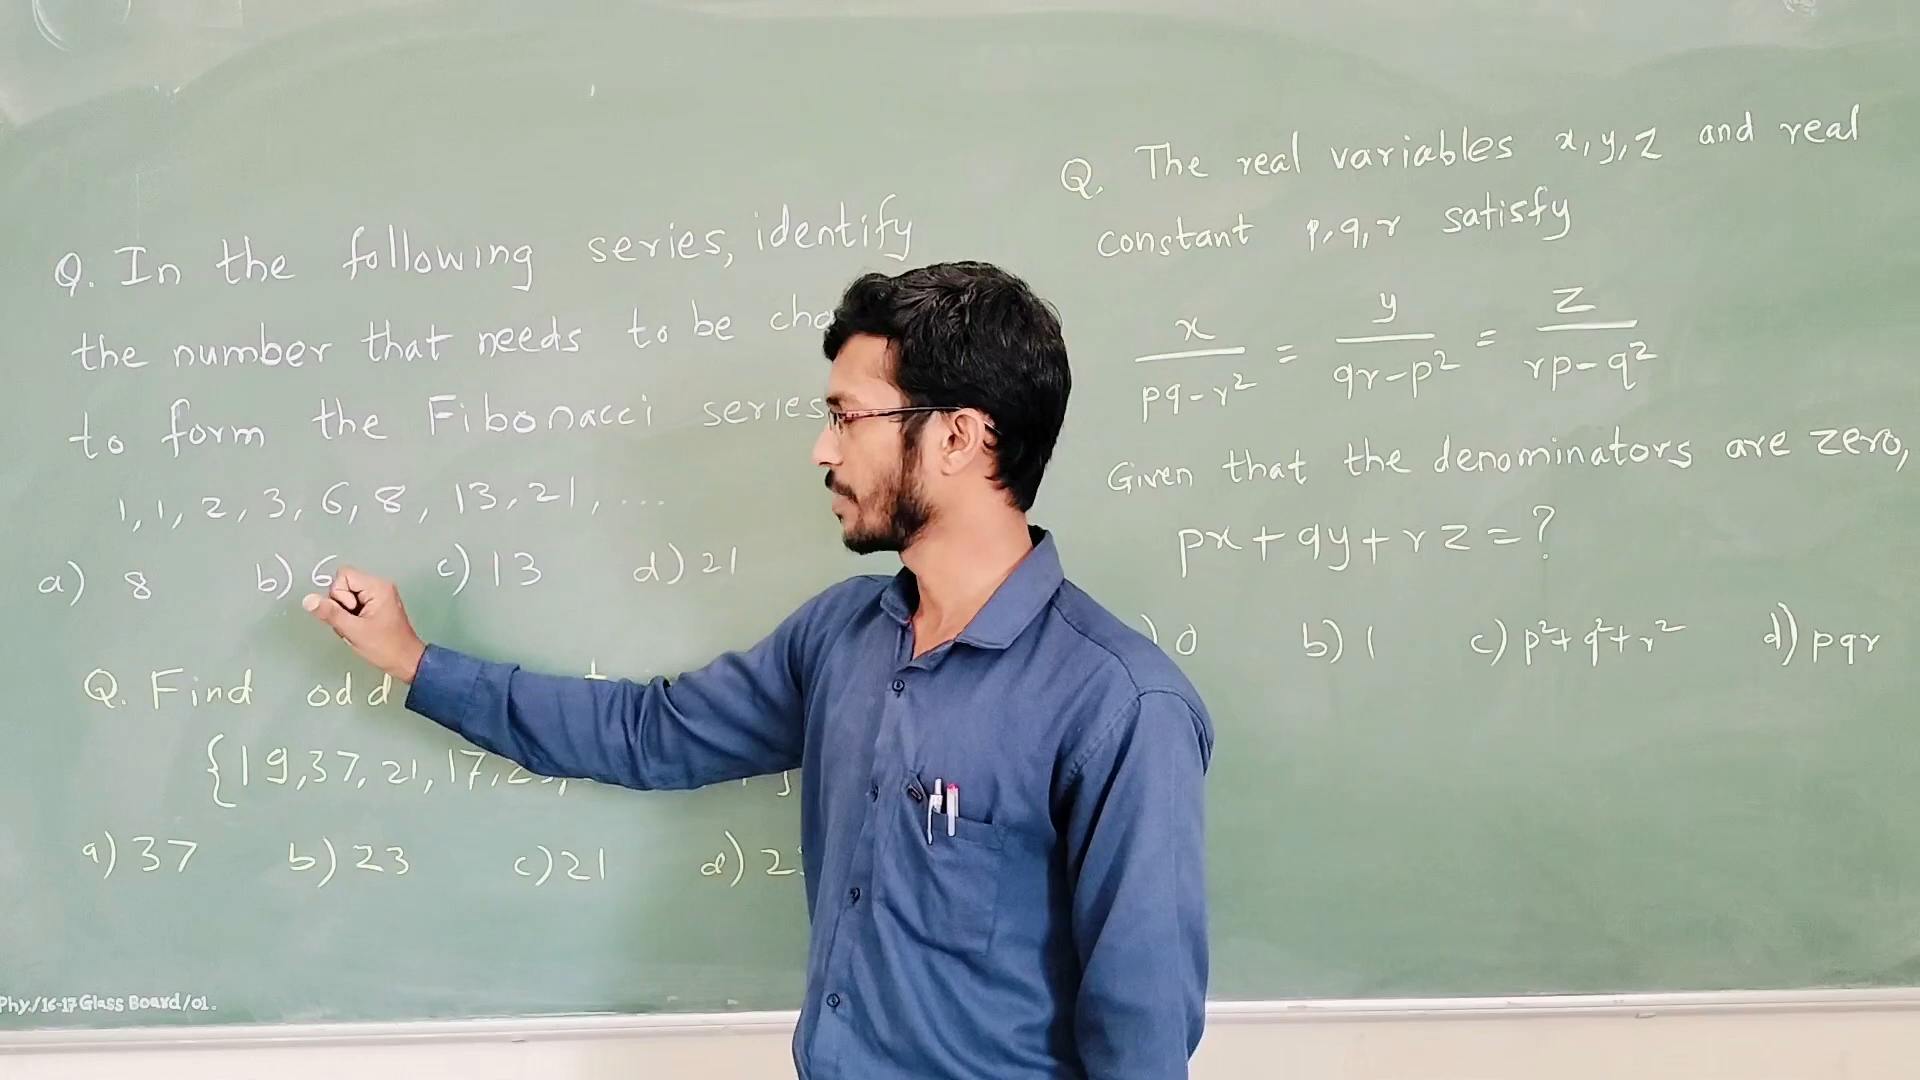 Q. In the following series, identify
the number that needs to be
to form the Fibonacci series
1, 1, 2, 3, 6, 8, 13, 21, ...
a) 8 b) 6 c) 13 d) 21
Q. Find odd
{19, 37, 21, 17,
a) 37 b) 23 c) 21 d)
Phy./16-17 Glass Board/01.
Q. The real variables x, y, z and real
constant p, q, r satisfy
x/(pq-r²) = y/(qr-p²) = z/(rp-q²)
Given that the denominators are zero,
px+qy+rz=?
) 0 b) 1 c) p²+q²+r² d) pqr